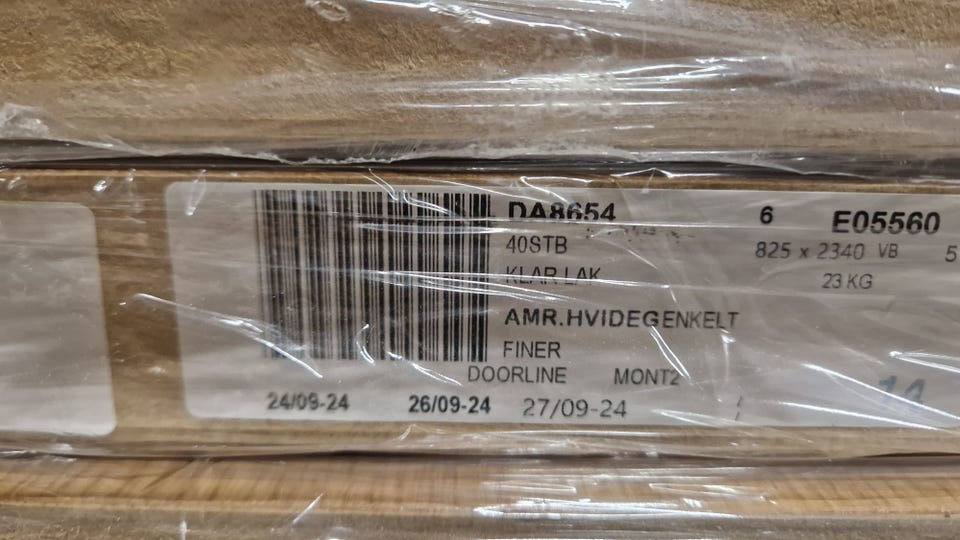 DA8654 6 E05560
40STB 825 x 2340 VB 5
KLAR LAK 23 KG
AMR.HVIDEGENKELT
FINER
DOORLINE MONT2
24/09-24 26/09-24 27/09-24